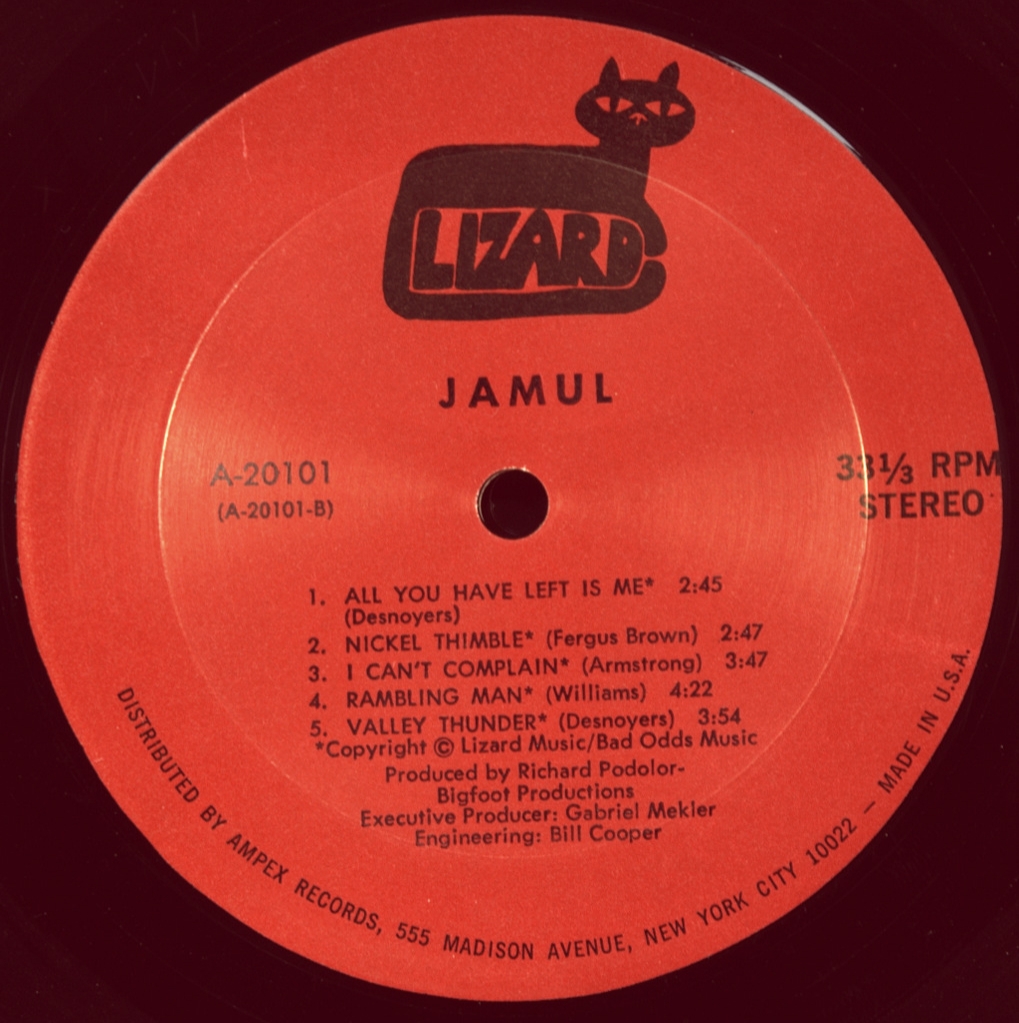 LIZARD
JAMUL
A-20101
(A-20101-B)
33⅓ RPM
STEREO
1. ALL YOU HAVE LEFT IS ME* 2:45
(Desnoyers)
2. NICKEL THIMBLE* (Fergus Brown) 2:47
3. I CAN'T COMPLAIN* (Armstrong) 3:47
4. RAMBLING MAN* (Williams) 4:22
5. VALLEY THUNDER* (Desnoyers) 3:54
*Copyright © Lizard Music/Bad Odds Music
Produced by Richard Podolor-
Bigfoot Productions
Executive Producer: Gabriel Mekler
Engineering: Bill Cooper
DISTRIBUTED BY AMPEX RECORDS, 555 MADISON AVENUE, NEW YORK CITY 10022 — MADE IN U.S.A.